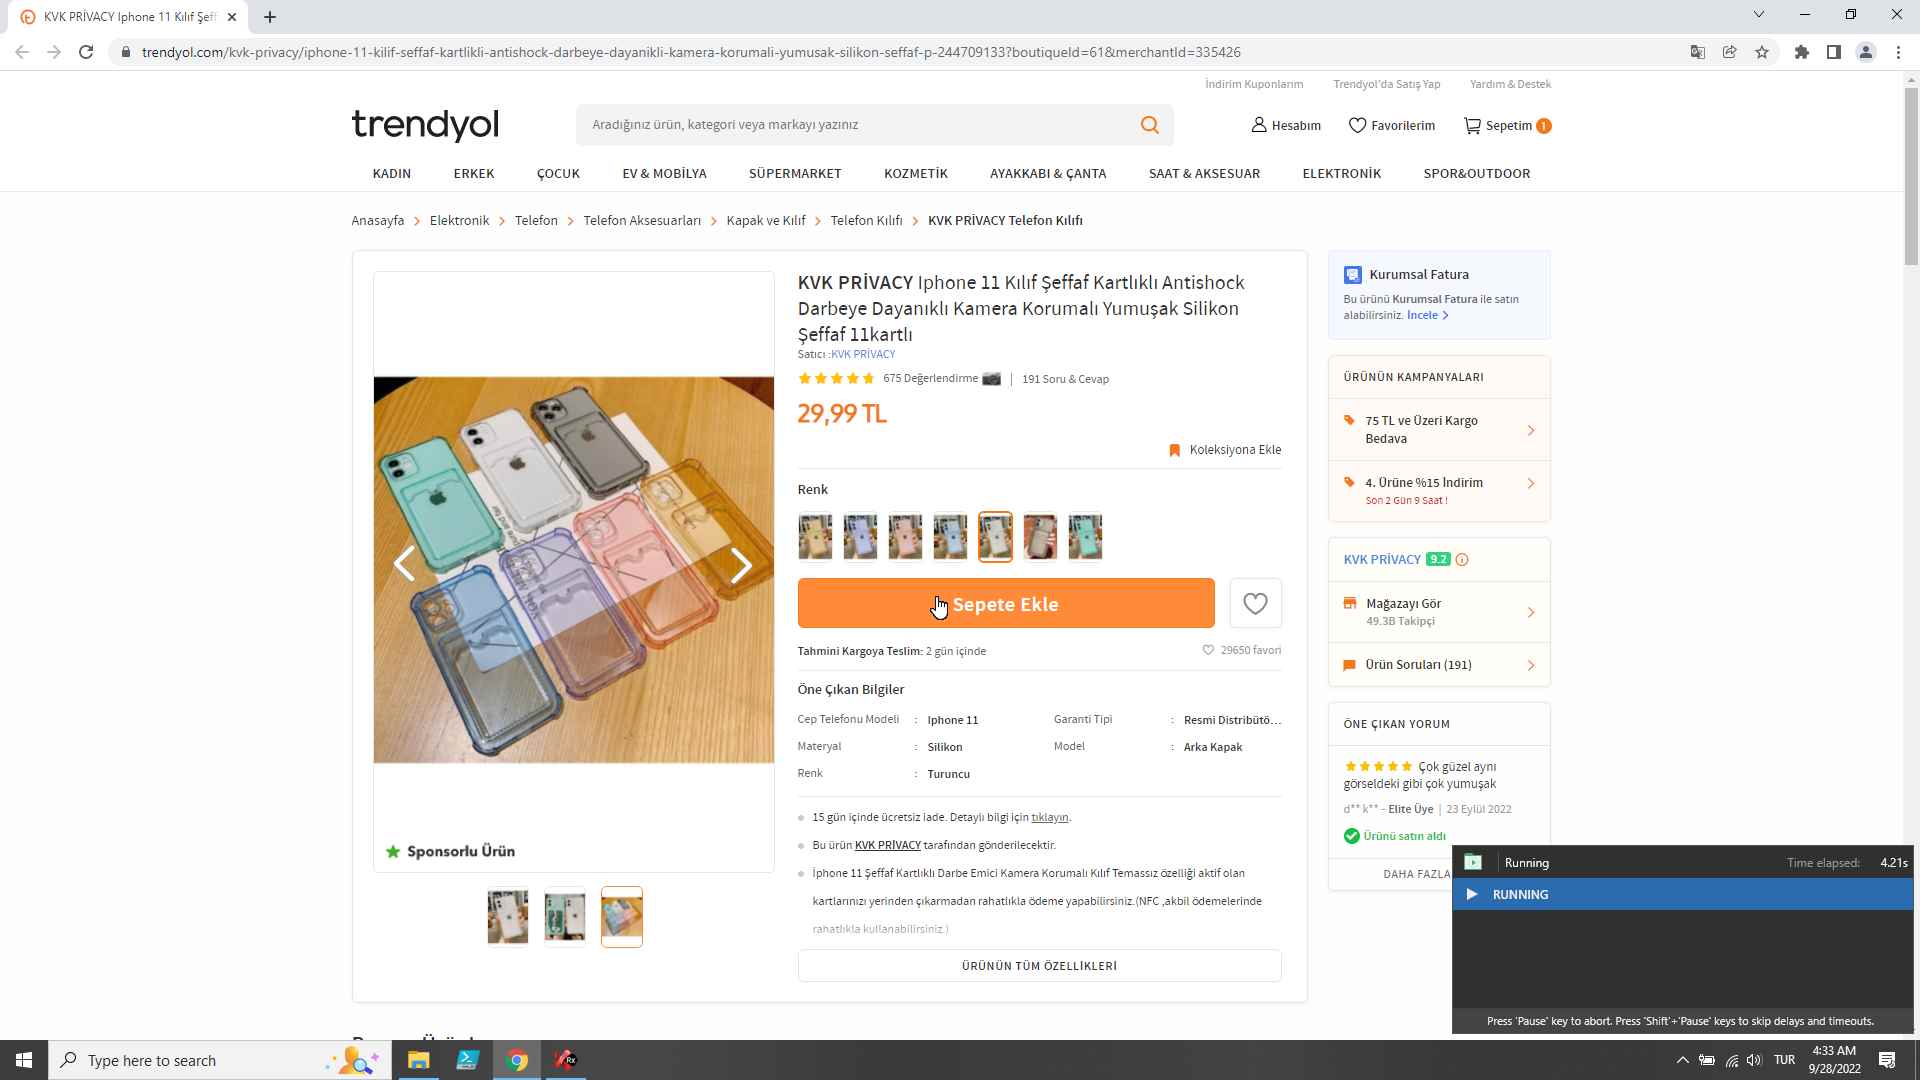 KVK PRİVACY Iphone 11 Kılıf Şeff
trendyol.com/kvk-privacy/iphone-11-kilif-seffaf-kartlikli-antishock-darbeye-dayanikli-kamera-korumali-yumusak-silikon-seffaf-p-244709133?boutiqueId=61&merchantId=335426
İndirim Kuponlarım Trendyol'da Satış Yap Yardım & Destek
trendyol
Aradığınız ürün, kategori veya markayı yazınız
Hesabım Favorilerim Sepetim 1
KADIN ERKEK ÇOCUK EV & MOBİLYA SÜPERMARKET KOZMETİK AYAKKABI & ÇANTA SAAT & AKSESUAR ELEKTRONİK SPOR&OUTDOOR
Anasayfa Elektronik Telefon Telefon Aksesuarları Kapak ve Kılıf Telefon Kılıfı KVK PRİVACY Telefon Kılıfı
KVK PRİVACY Iphone 11 Kılıf Şeffaf Kartlıklı Antishock
Darbeye Dayanıklı Kamera Korumalı Yumuşak Silikon
Şeffaf 11kartlı
Satıcı :KVK PRİVACY
675 Değerlendirme | 191 Soru & Cevap
29,99 TL
Koleksiyona Ekle
Renk
Sepete Ekle
Tahmini Kargoya Teslim: 2 gün içinde
29650 favori
Öne Çıkan Bilgiler
Cep Telefonu Modeli : Iphone 11 Garanti Tipi : Resmi Distribütö...
Materyal : Silikon Model : Arka Kapak
Renk : Turuncu
15 gün içinde ücretsiz iade. Detaylı bilgi için tıklayın.
Bu ürün KVK PRİVACY tarafından gönderilecektir.
İphone 11 Şeffaf Kartlıklı Darbe Emici Kamera Korumalı Kılıf Temassız özelliği aktif olan
kartlarınızı yerinden çıkarmadan rahatlıkla ödeme yapabilirsiniz.(NFC ,akbil ödemelerinde
rahatlıkla kullanabilirsiniz.)
ÜRÜNÜN TÜM ÖZELLİKLERİ
Sponsorlu Ürün
Kurumsal Fatura
Bu ürünü Kurumsal Fatura ile satın
alabilirsiniz. İncele
ÜRÜNÜN KAMPANYALARI
75 TL ve Üzeri Kargo
Bedava
4. Ürüne %15 İndirim
Son 2 Gün 9 Saat !
KVK PRİVACY 9.2
Mağazayı Gör
49.3B Takipçi
Ürün Soruları (191)
ÖNE ÇIKAN YORUM
Çok güzel aynı
görseldeki gibi çok yumuşak
d** k** - Elite Üye | 23 Eylül 2022
Ürünü satın aldı
DAHA FAZLA
Running Time elapsed: 4.21s
RUNNING
Press 'Pause' key to abort. Press 'Shift'+'Pause' keys to skip delays and timeouts.
Type here to search
TUR
4:33 AM
9/28/2022